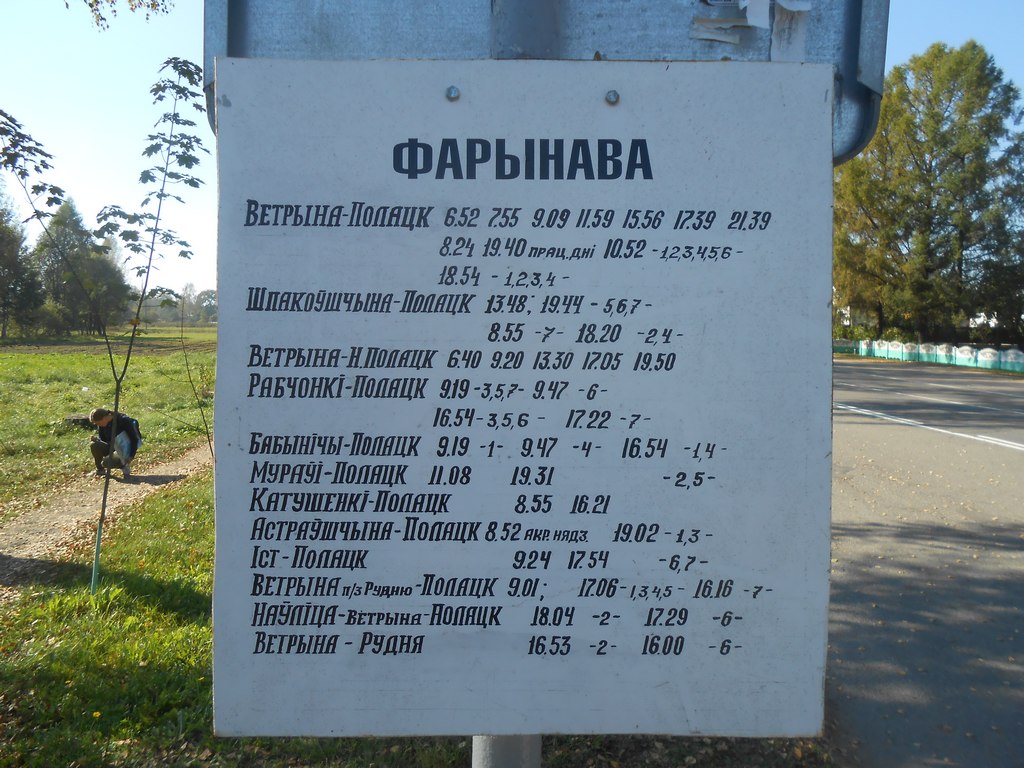 ФАРЫНАВА
ВЕТРЫНА-ПОЛАЦК 6.52 7.55 9.09 11.59 15.56 17.39 21.39
8.24 19.40 ПРАЦ.ДНІ 10.52 -1,2,3,4,5,6-
18.54 -1,2,3,4-
ШПАКОЎШЧЫНА-ПОЛАЦК 13.48; 19.44 -5,6,7-
8.55 -7- 18.20 -2,4-
ВЕТРЫНА-Н.ПОЛАЦК 6.40 9.20 13.30 17.05 19.50
РАБЧОНКІ-ПОЛАЦК 9.19 -3,5,7- 9.47 -6-
16.54 -3,5,6- 17.22 -7-
БАБЫНІЧЫ-ПОЛАЦК 9.19 -1- 9.47 -4- 16.54 -1,4-
МУРАЎІ-ПОЛАЦК 11.08 19.31 -2,5-
КАТУШЕНКІ-ПОЛАЦК 8.55 16.21
АСТРАЎШЧЫНА-ПОЛАЦК 8.52 АКР. НЯДЗ. 19.02 -1,3-
ІСТ-ПОЛАЦК 9.24 17.54 -6,7-
ВЕТРЫНА П/З РУДНЮ-ПОЛАЦК 9.01; 17.06 -1,3,4,5- 16.16 -7-
НАЎЛІЦА-ВЕТРЫНА-ПОЛАЦК 18.04 -2- 17.29 -6-
ВЕТРЫНА - РУДНЯ 16.53 -2- 16.00 -6-